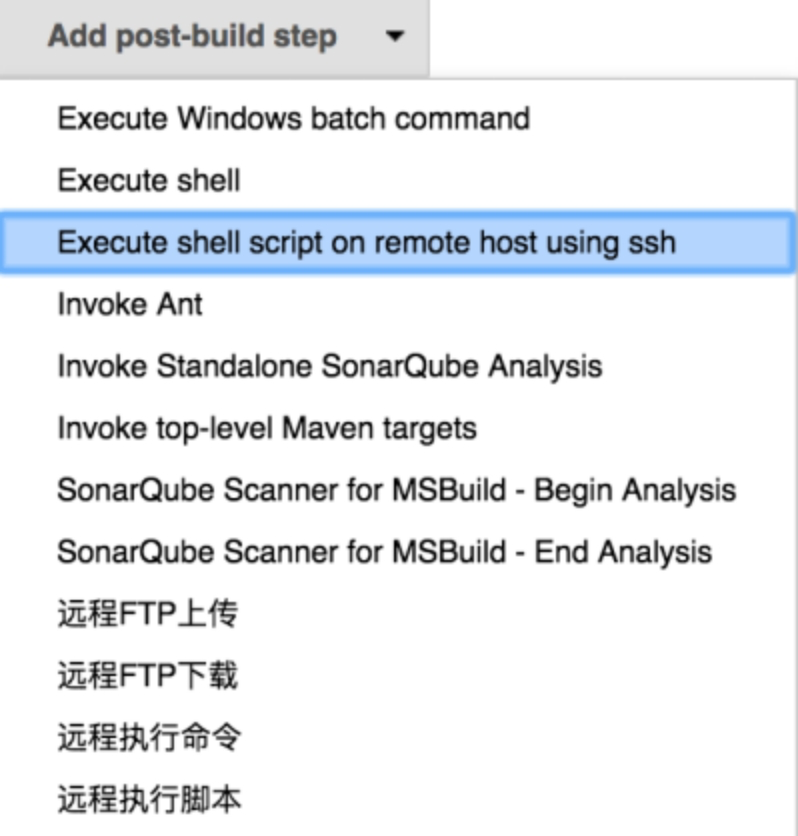 Add post-build step
Execute Windows batch command
Execute shell
Execute shell script on remote host using ssh
Invoke Ant
Invoke Standalone SonarQube Analysis
Invoke top-level Maven targets
SonarQube Scanner for MSBuild - Begin Analysis
SonarQube Scanner for MSBuild - End Analysis
远程FTP上传
远程FTP下载
远程执行命令
远程执行脚本